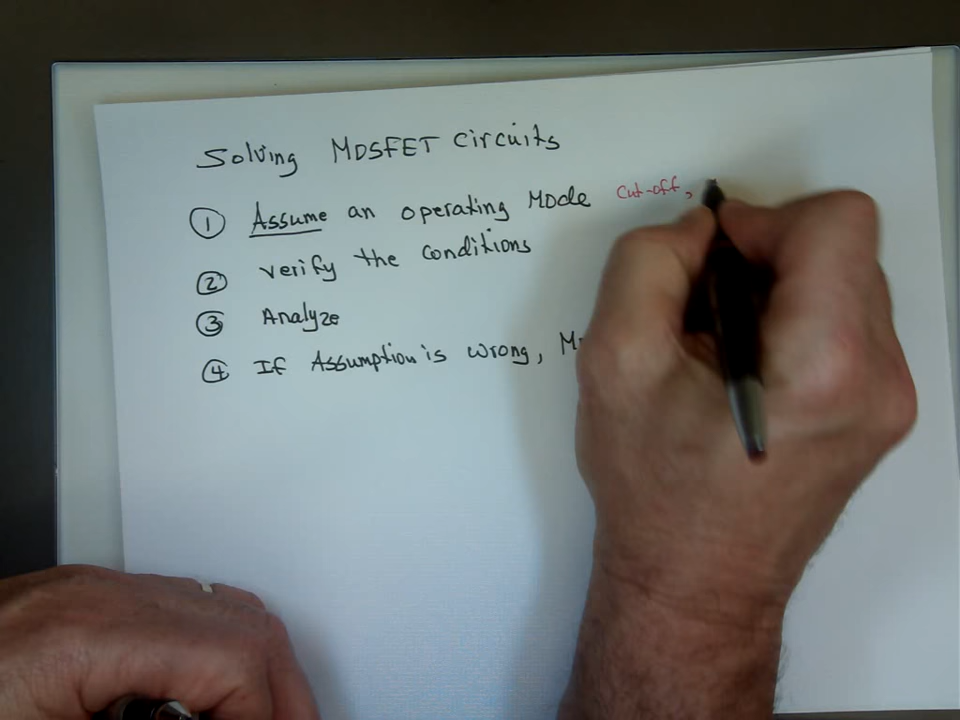 Solving MOSFET Circuits
① Assume an operating Mode cut-off,
② verify the conditions
③ Analyze
④ If Assumption is wrong,